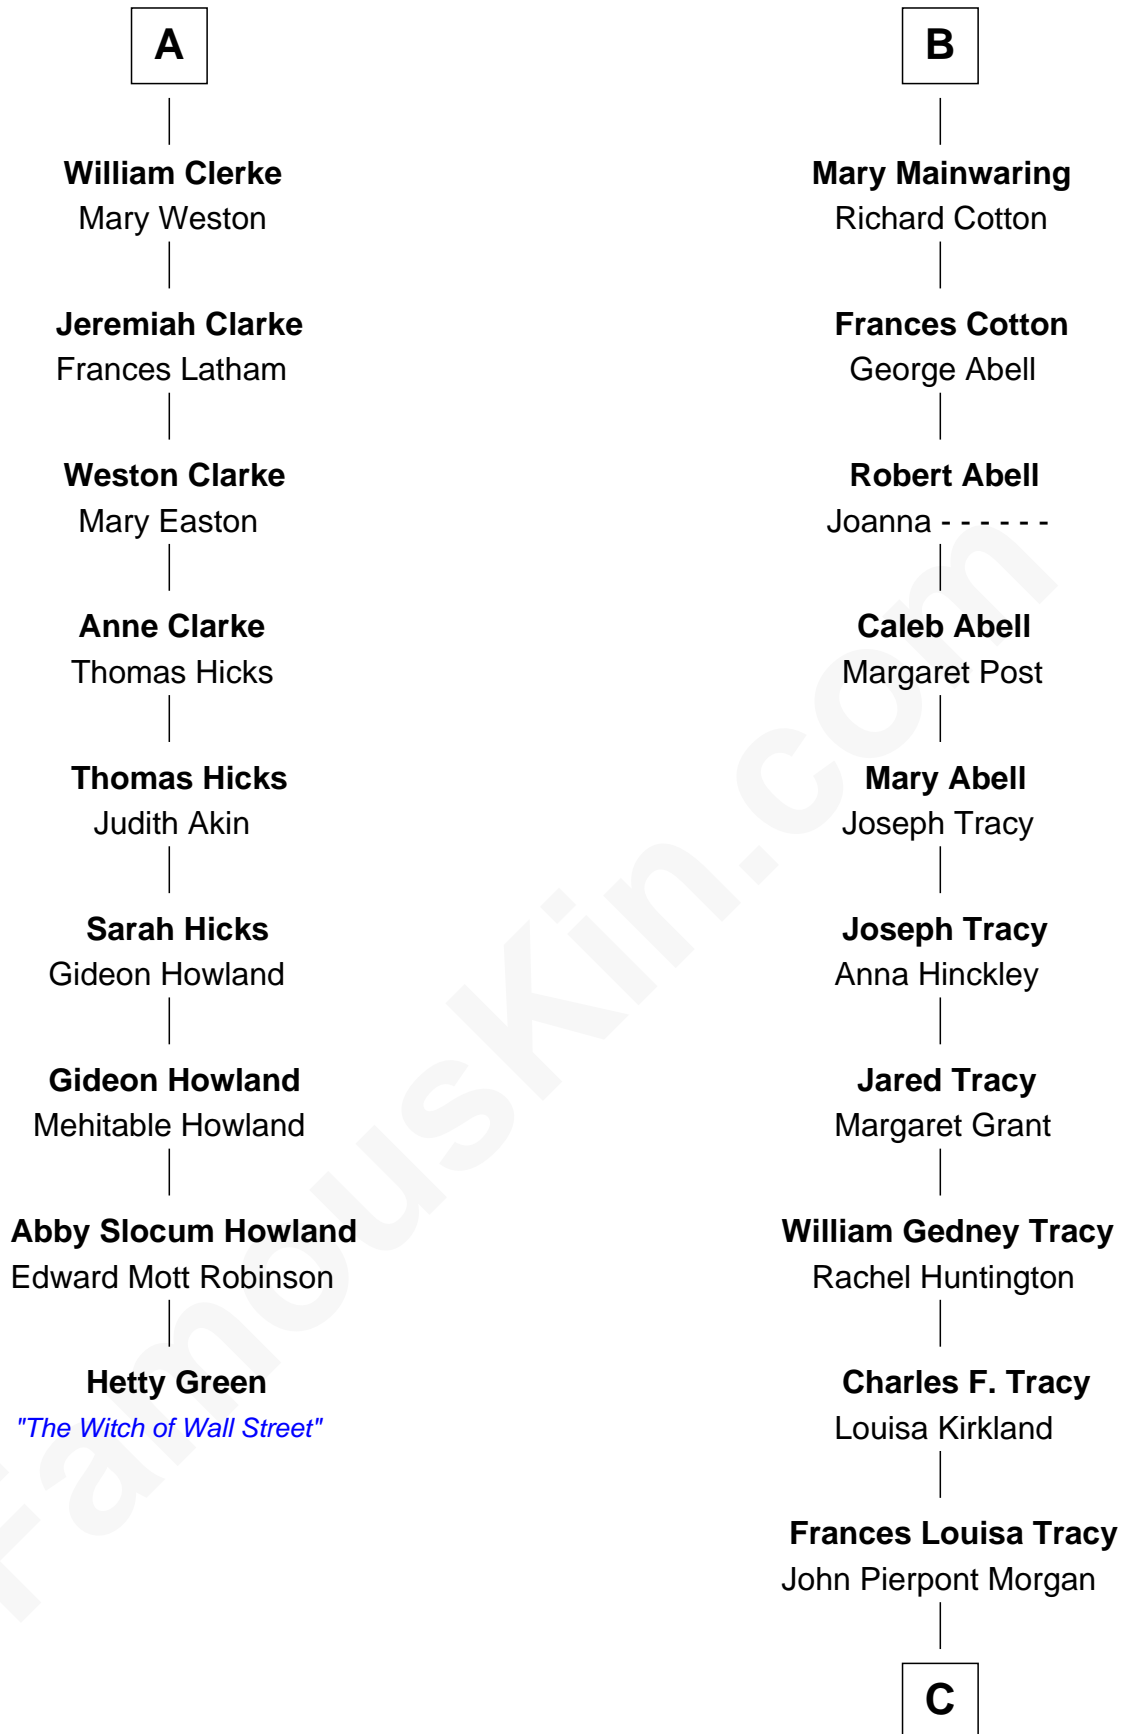 A
William Clerke
Mary Weston
Jeremiah Clarke
Frances Latham
Weston Clarke
Mary Easton
Anne Clarke
Thomas Hicks
Thomas Hicks
Judith Akin
Sarah Hicks
Gideon Howland
Gideon Howland
Mehitable Howland
Abby Slocum Howland
Edward Mott Robinson
Hetty Green
"The Witch of Wall Street"
B
Mary Mainwaring
Richard Cotton
Frances Cotton
George Abell
Robert Abell
Joanna - - - - - -
Caleb Abell
Margaret Post
Mary Abell
Joseph Tracy
Joseph Tracy
Anna Hinckley
Jared Tracy
Margaret Grant
William Gedney Tracy
Rachel Huntington
Charles F. Tracy
Louisa Kirkland
Frances Louisa Tracy
John Pierpont Morgan
C
FamousKin.com